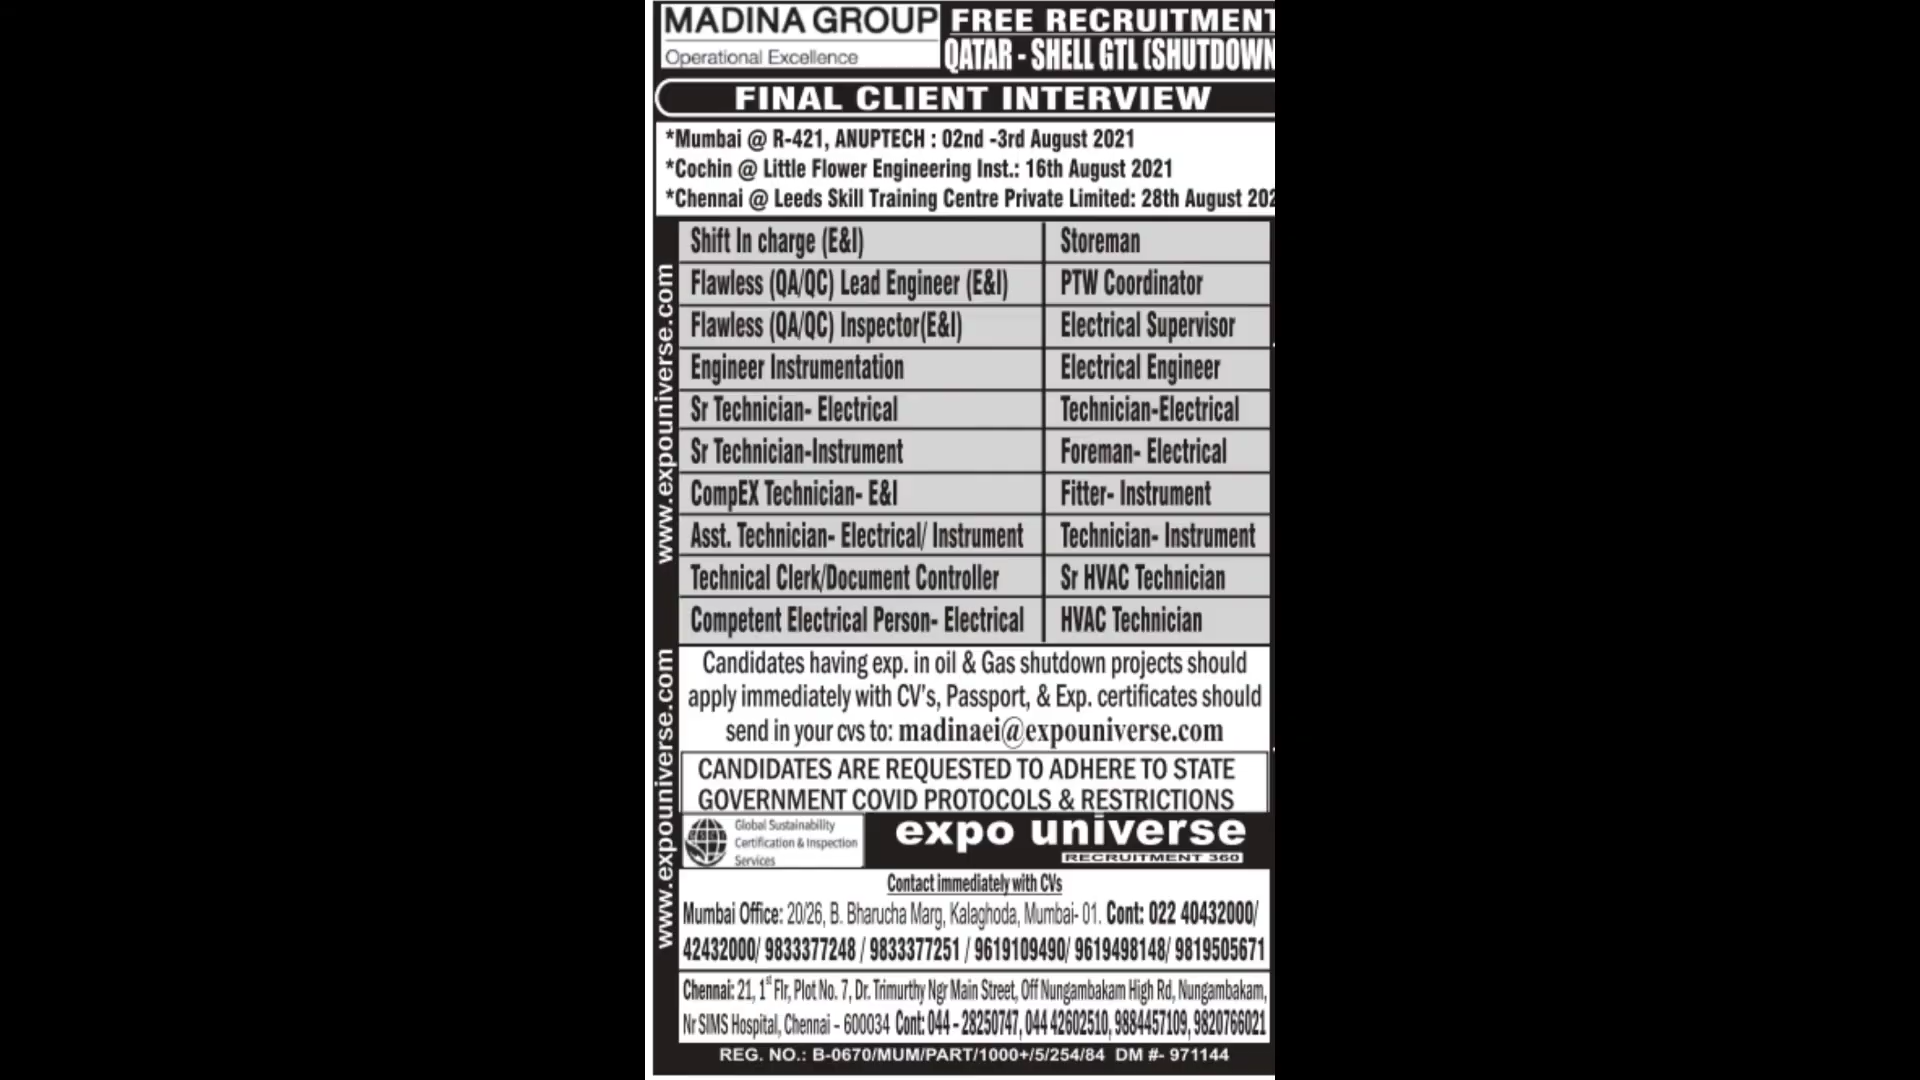 MADINA GROUP
Operational Excellence
FREE RECRUITMENT
QATAR - SHELL GTL (SHUTDOWN
FINAL CLIENT INTERVIEW
*Mumbai @ R-421, ANUPTECH : 02nd -3rd August 2021
*Cochin @ Little Flower Engineering Inst.: 16th August 2021
*Chennai @ Leeds Skill Training Centre Private Limited: 28th August 202
www.expouniverse.com
Shift In charge (E&I) Storeman
Flawless (QA/QC) Lead Engineer (E&I) PTW Coordinator
Flawless (QA/QC) Inspector(E&I) Electrical Supervisor
Engineer Instrumentation Electrical Engineer
Sr Technician- Electrical Technician-Electrical
Sr Technician-Instrument Foreman- Electrical
CompEX Technician- E&I Fitter- Instrument
Asst. Technician- Electrical/ Instrument Technician- Instrument
Technical Clerk/Document Controller Sr HVAC Technician
Competent Electrical Person- Electrical HVAC Technician
www.expouniverse.com
Candidates having exp. in oil & Gas shutdown projects should
apply immediately with CV's, Passport, & Exp. certificates should
send in your cvs to: madinaei@expouniverse.com
CANDIDATES ARE REQUESTED TO ADHERE TO STATE
GOVERNMENT COVID PROTOCOLS & RESTRICTIONS
Global Sustainability
Certification & Inspection
Services
expo universe
RECRUITMENT 360
Contact immediately with CVs
Mumbai Office: 20/26, B. Bharucha Marg, Kalaghoda, Mumbai- 01. Cont: 022 40432000/
42432000/ 9833377248 / 9833377251 / 9619109490/ 9619498148/ 9819505671
Chennai: 21, 1st Flr, Plot No. 7, Dr. Trimurthy Ngr Main Street, Off Nungambakam High Rd, Nungambakam,
Nr SIMS Hospital, Chennai - 600034 Cont: 044 - 28250747, 044 42602510, 9884457109, 9820766021
REG. NO.: B-0670/MUM/PART/1000+/5/254/84 DM #- 971144